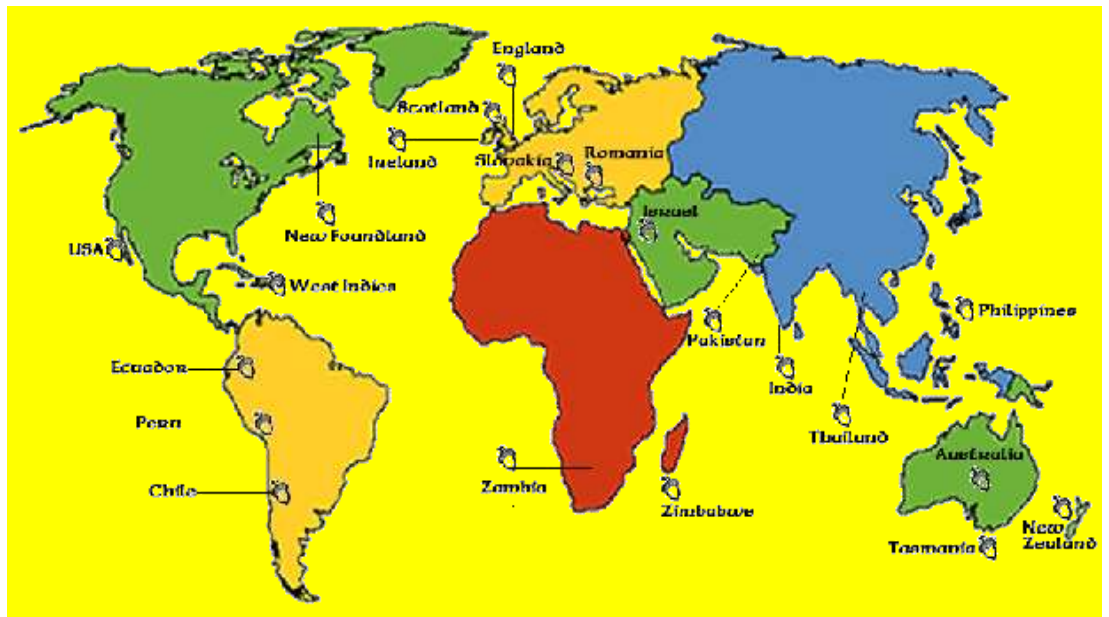 England
Scotland
Ireland
Slovakia
Romania
Israel
New Foundland
USA
West Indies
Philippines
Pakistan
Ecuador
India
Peru
Thailand
Australia
Zambia
Chile
Zimbabwe
New
Zealand
Tasmania